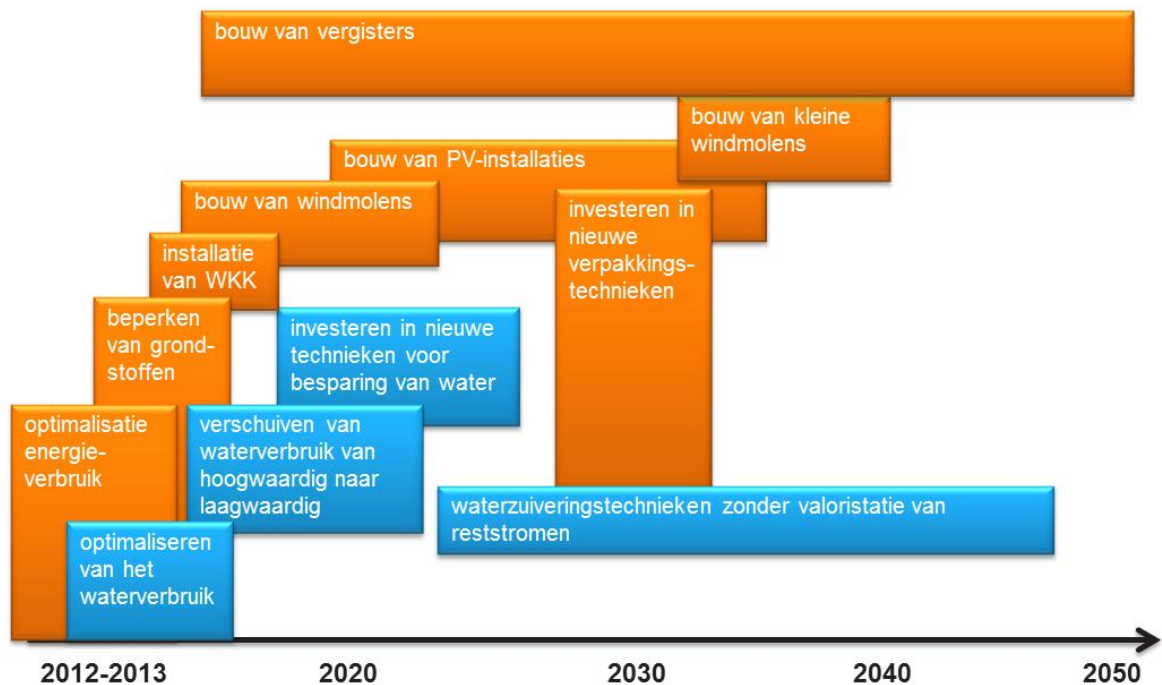 bouw van vergisters
bouw van kleine
windmolens
bouw van PV-installaties
bouw van windmolens
investeren in
nieuwe
verpakkings-
technieken
installatie
van WKK
beperken
van grond-
stoffen
investeren in nieuwe
technieken voor
besparing van water
optimalisatie
energie-
verbruik
verschuiven van
waterverbruik van
hoogwaardig naar
laagwaardig
waterzuiveringstechnieken zonder valoristatie van
reststromen
optimaliseren
van het
waterverbruik
2012-2013 2020 2030 2040 2050